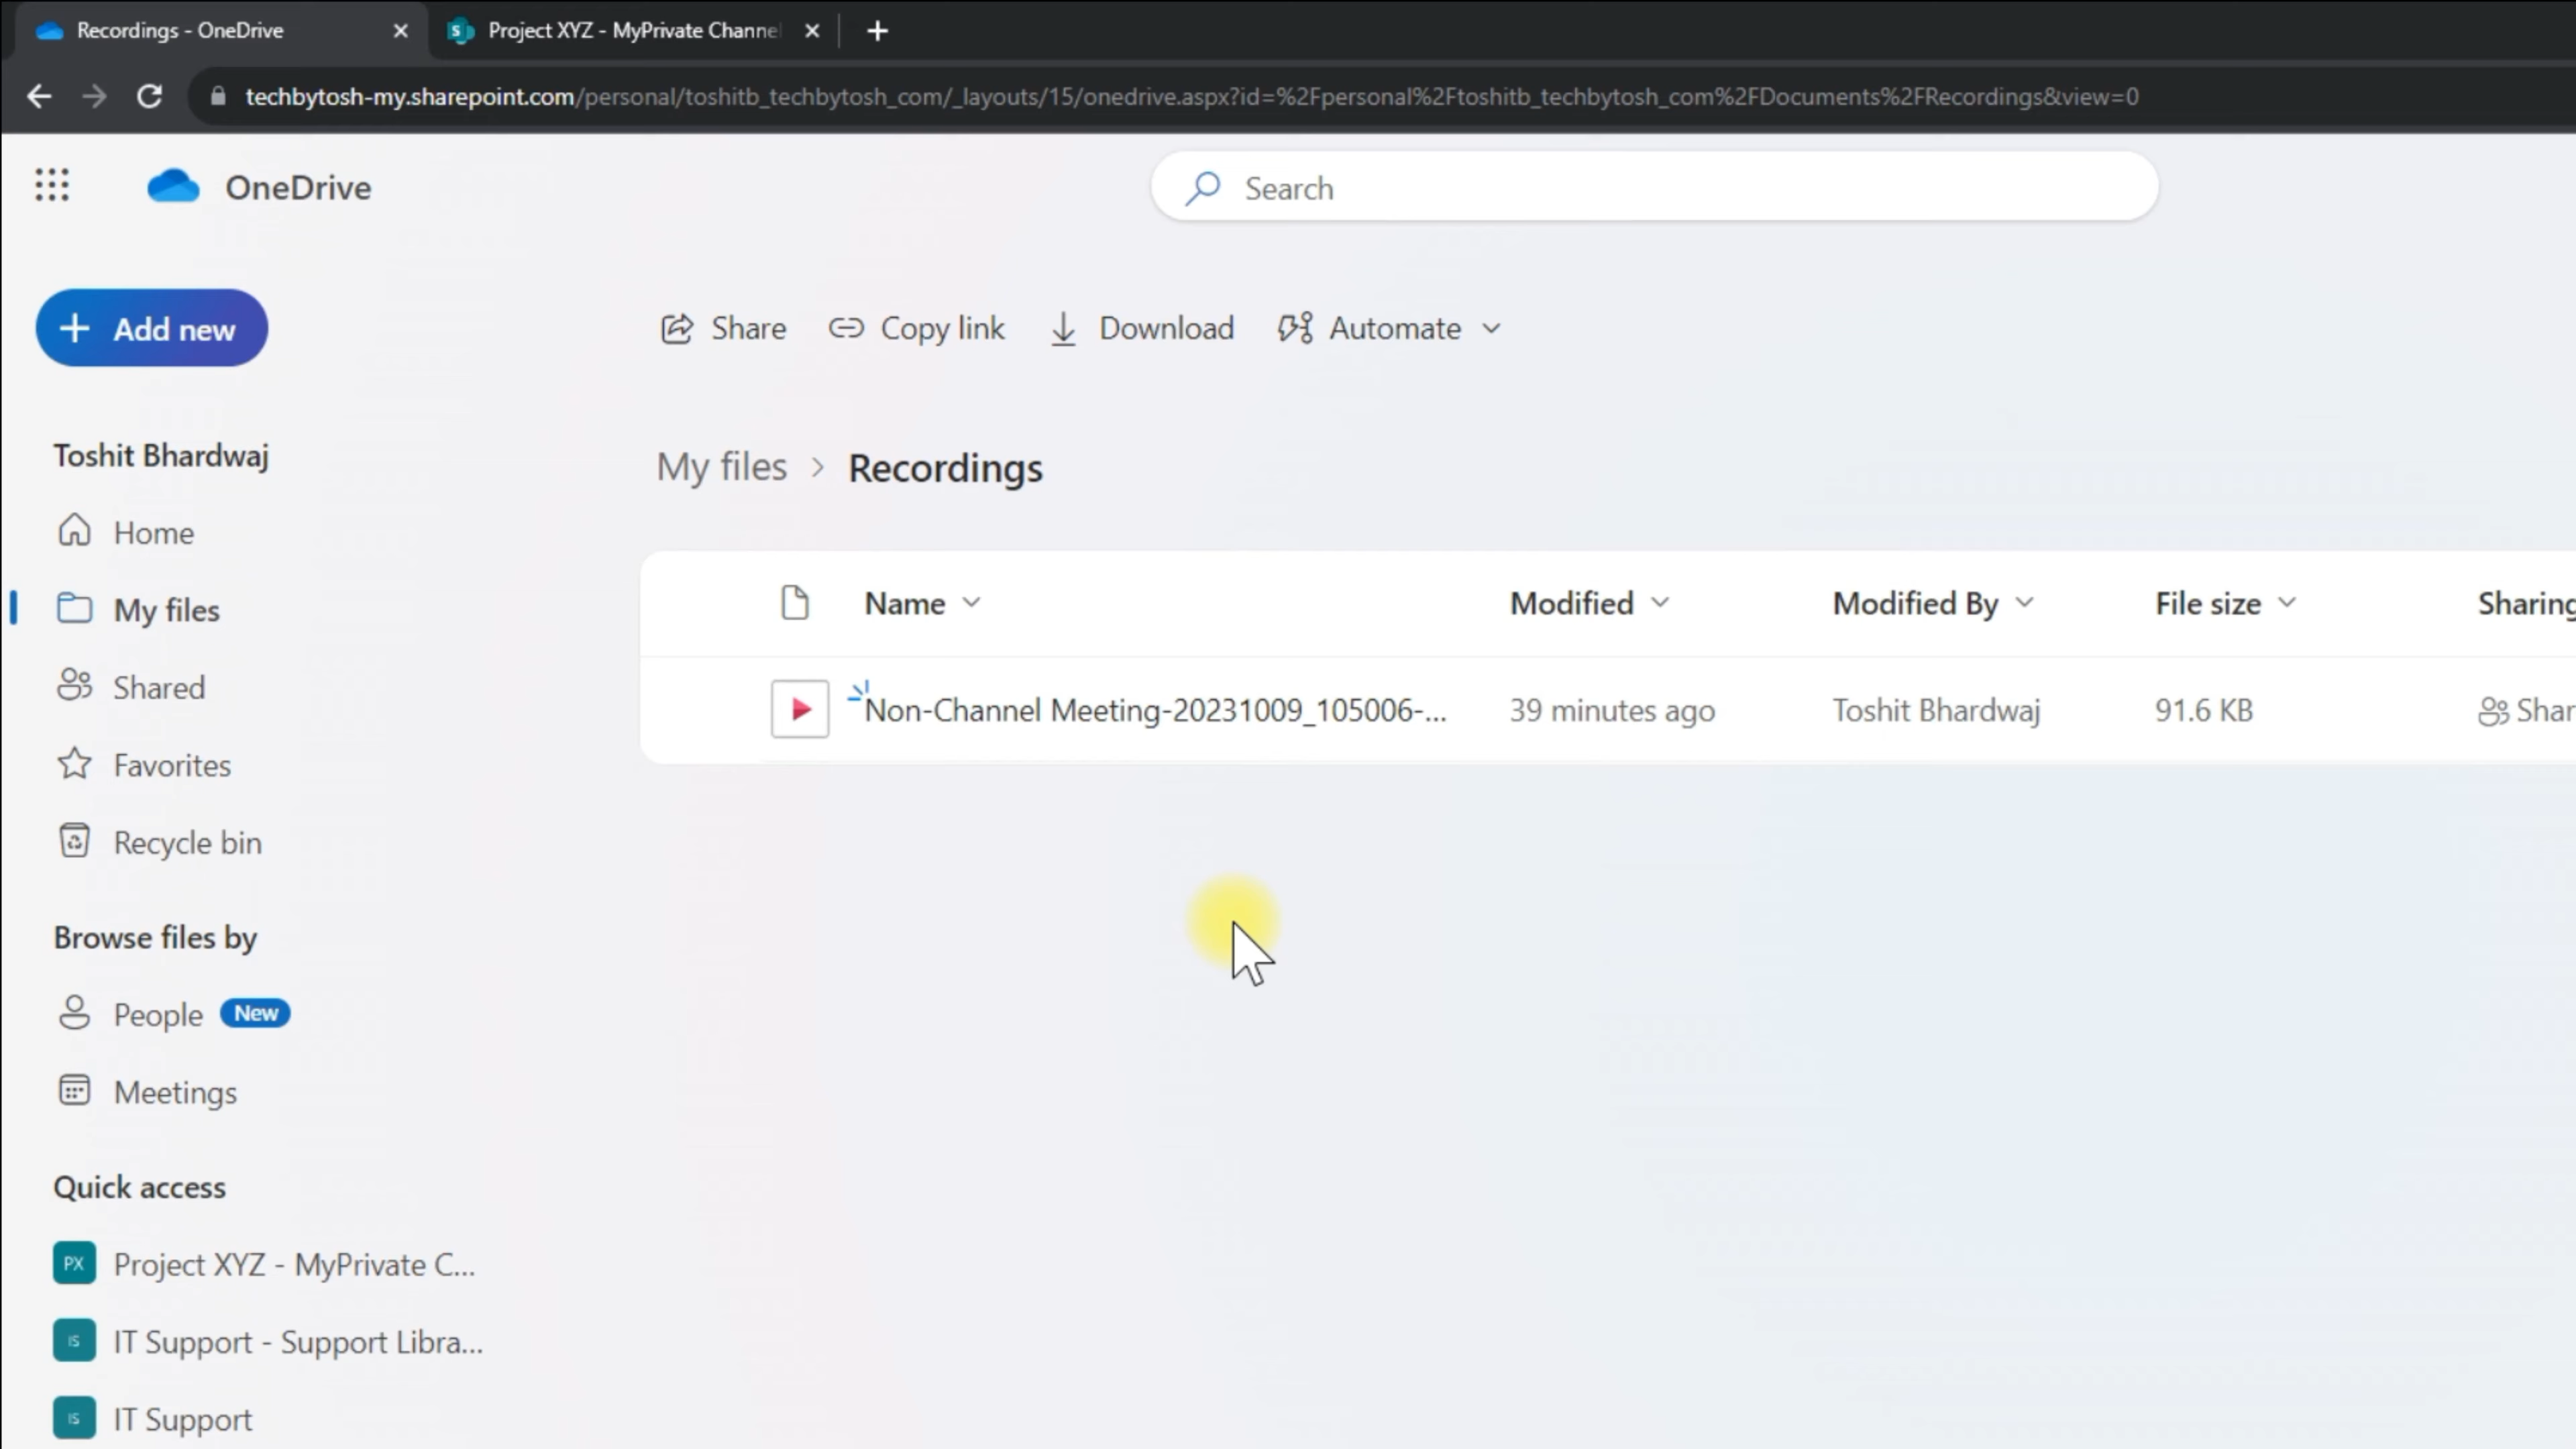 Recordings - OneDrive
Project XYZ - MyPrivate Channel
techbytosh-my.sharepoint.com/personal/toshitb_techbytosh_com/_layouts/15/onedrive.aspx?id=%2Fpersonal%2Ftoshitb_techbytosh_com%2FDocuments%2FRecordings&view=0
OneDrive
Search
Add new
Share Copy link Download Automate
Toshit Bhardwaj
My files > Recordings
Home
Name Modified Modified By File size Sharing
My files
Shared
Non-Channel Meeting-20231009_105006-... 39 minutes ago Toshit Bhardwaj 91.6 KB Shar
Favorites
Recycle bin
Browse files by
People New
Meetings
Quick access
PX Project XYZ - MyPrivate C...
IS IT Support - Support Libra...
IS IT Support